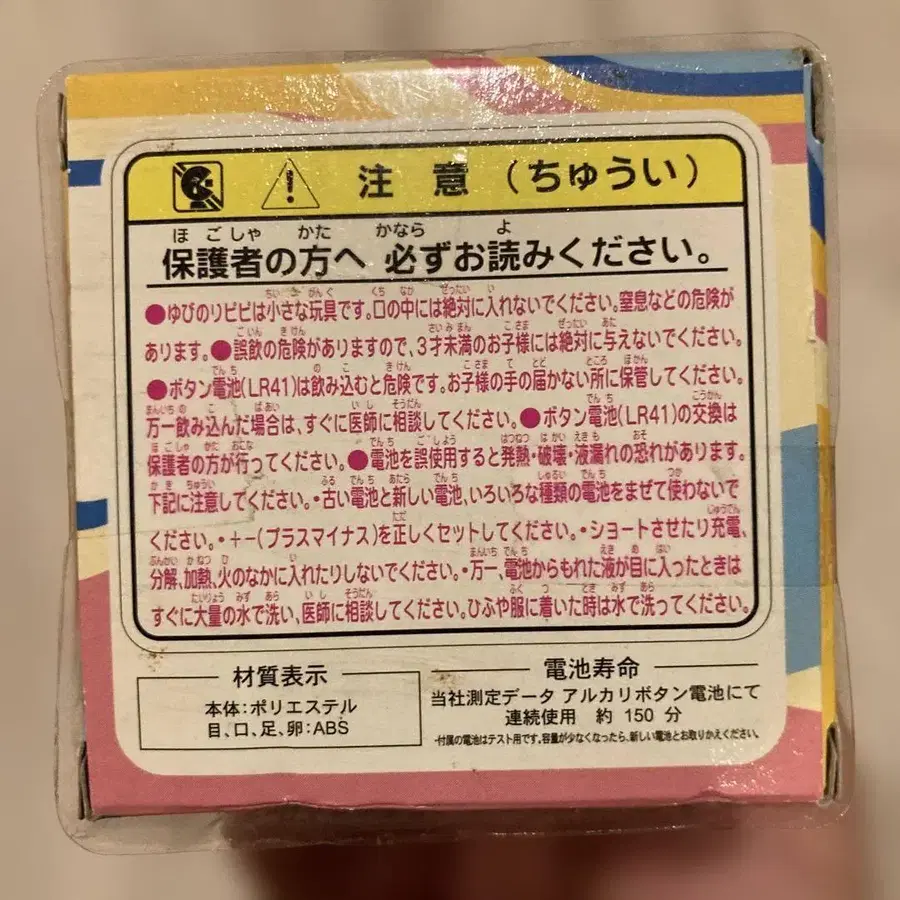 注意(ちゅうい)
保護者の方へ 必ずお読みください。
●ゆびのりピピは小さな玩具です。口の中には絶対に入れないでください。窒息などの危険が
あります。●誤飲の危険がありますので、3才未満のお子様には絶対に与えないでください。
●ボタン電池(LR41)は飲み込むと危険です。お子様の手の届かない所に保管してください。
万一飲み込んだ場合は、すぐに医師に相談してください。●ボタン電池(LR41)の交換は
保護者の方が行ってください。●電池を誤使用すると発熱・破壊・液漏れの恐れがあります。
下記に注意してください。・古い電池と新しい電池、いろいろな種類の電池をまぜて使わないで
ください。・+-(プラスマイナス)を正しくセットしてください。・ショートさせたり充電、
分解、加熱、火のなかに入れたりしないでください。・万一、電池からもれた液が目に入ったときは
すぐに大量の水で洗い、医師に相談してください。ひふや服に着いた時は水で洗ってください。
材質表示
本体:ポリエステル
目、口、足、卵:ABS
電池寿命
当社測定データ アルカリボタン電池にて
連続使用 約 150 分
・付属の電池はテスト用です。容量が少なくなったら、新しい電池とお取りかえください。